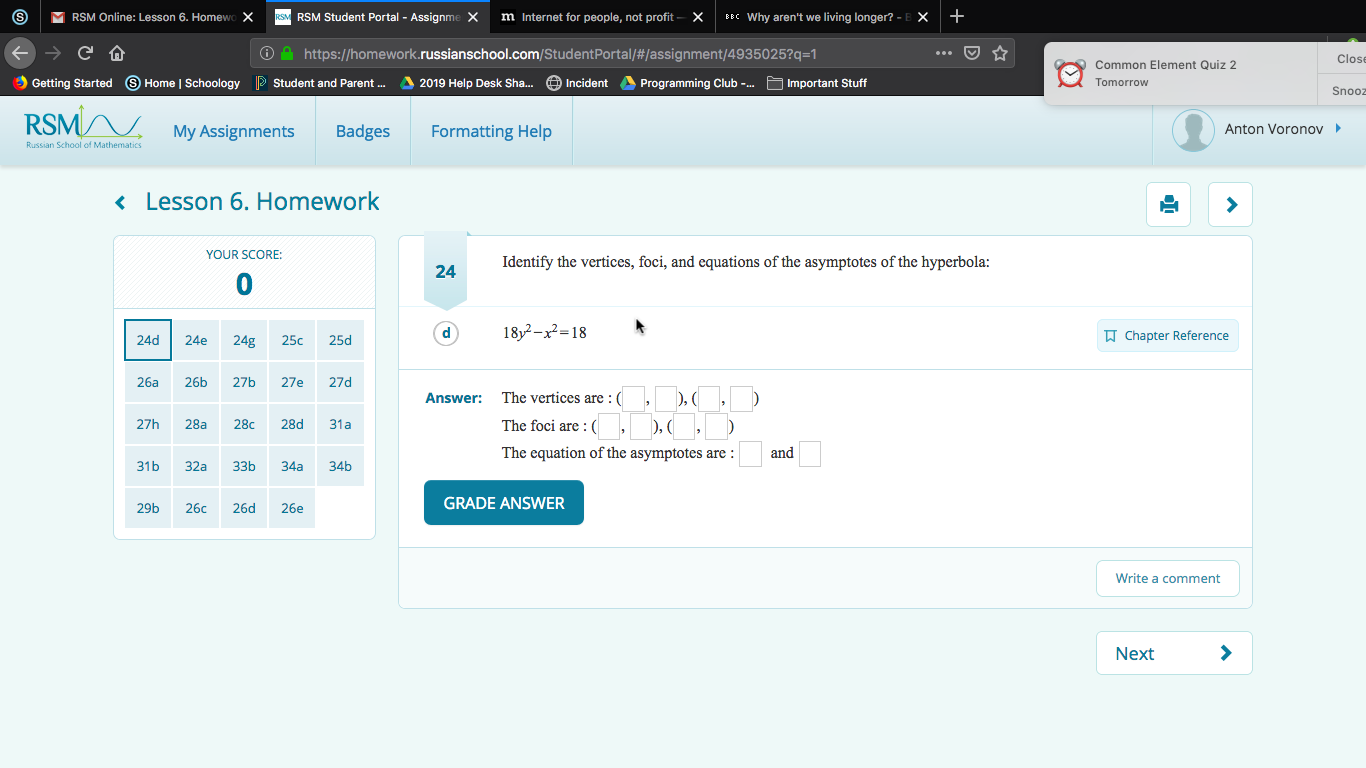 RSM Online: Lesson 6. Homewo
RSM Student Portal - Assignme
Internet for people, not profit —
BBC Why aren't we living longer? - B
https://homework.russianschool.com/StudentPortal/#/assignment/4935025?q=1
Getting Started
Home | Schoology
Student and Parent ...
2019 Help Desk Sha...
Incident
Programming Club -...
Important Stuff
Common Element Quiz 2
Tomorrow
Close
Snooz
RSM
Russian School of Mathematics
My Assignments
Badges
Formatting Help
Anton Voronov
Lesson 6. Homework
YOUR SCORE:
0
24d 24e 24g 25c 25d
26a 26b 27b 27e 27d
27h 28a 28c 28d 31a
31b 32a 33b 34a 34b
29b 26c 26d 26e
24
Identify the vertices, foci, and equations of the asymptotes of the hyperbola:
d
18y²−x²=18
Chapter Reference
Answer: The vertices are : ( , ), ( , )
The foci are : ( , ), ( , )
The equation of the asymptotes are : and
GRADE ANSWER
Write a comment
Next